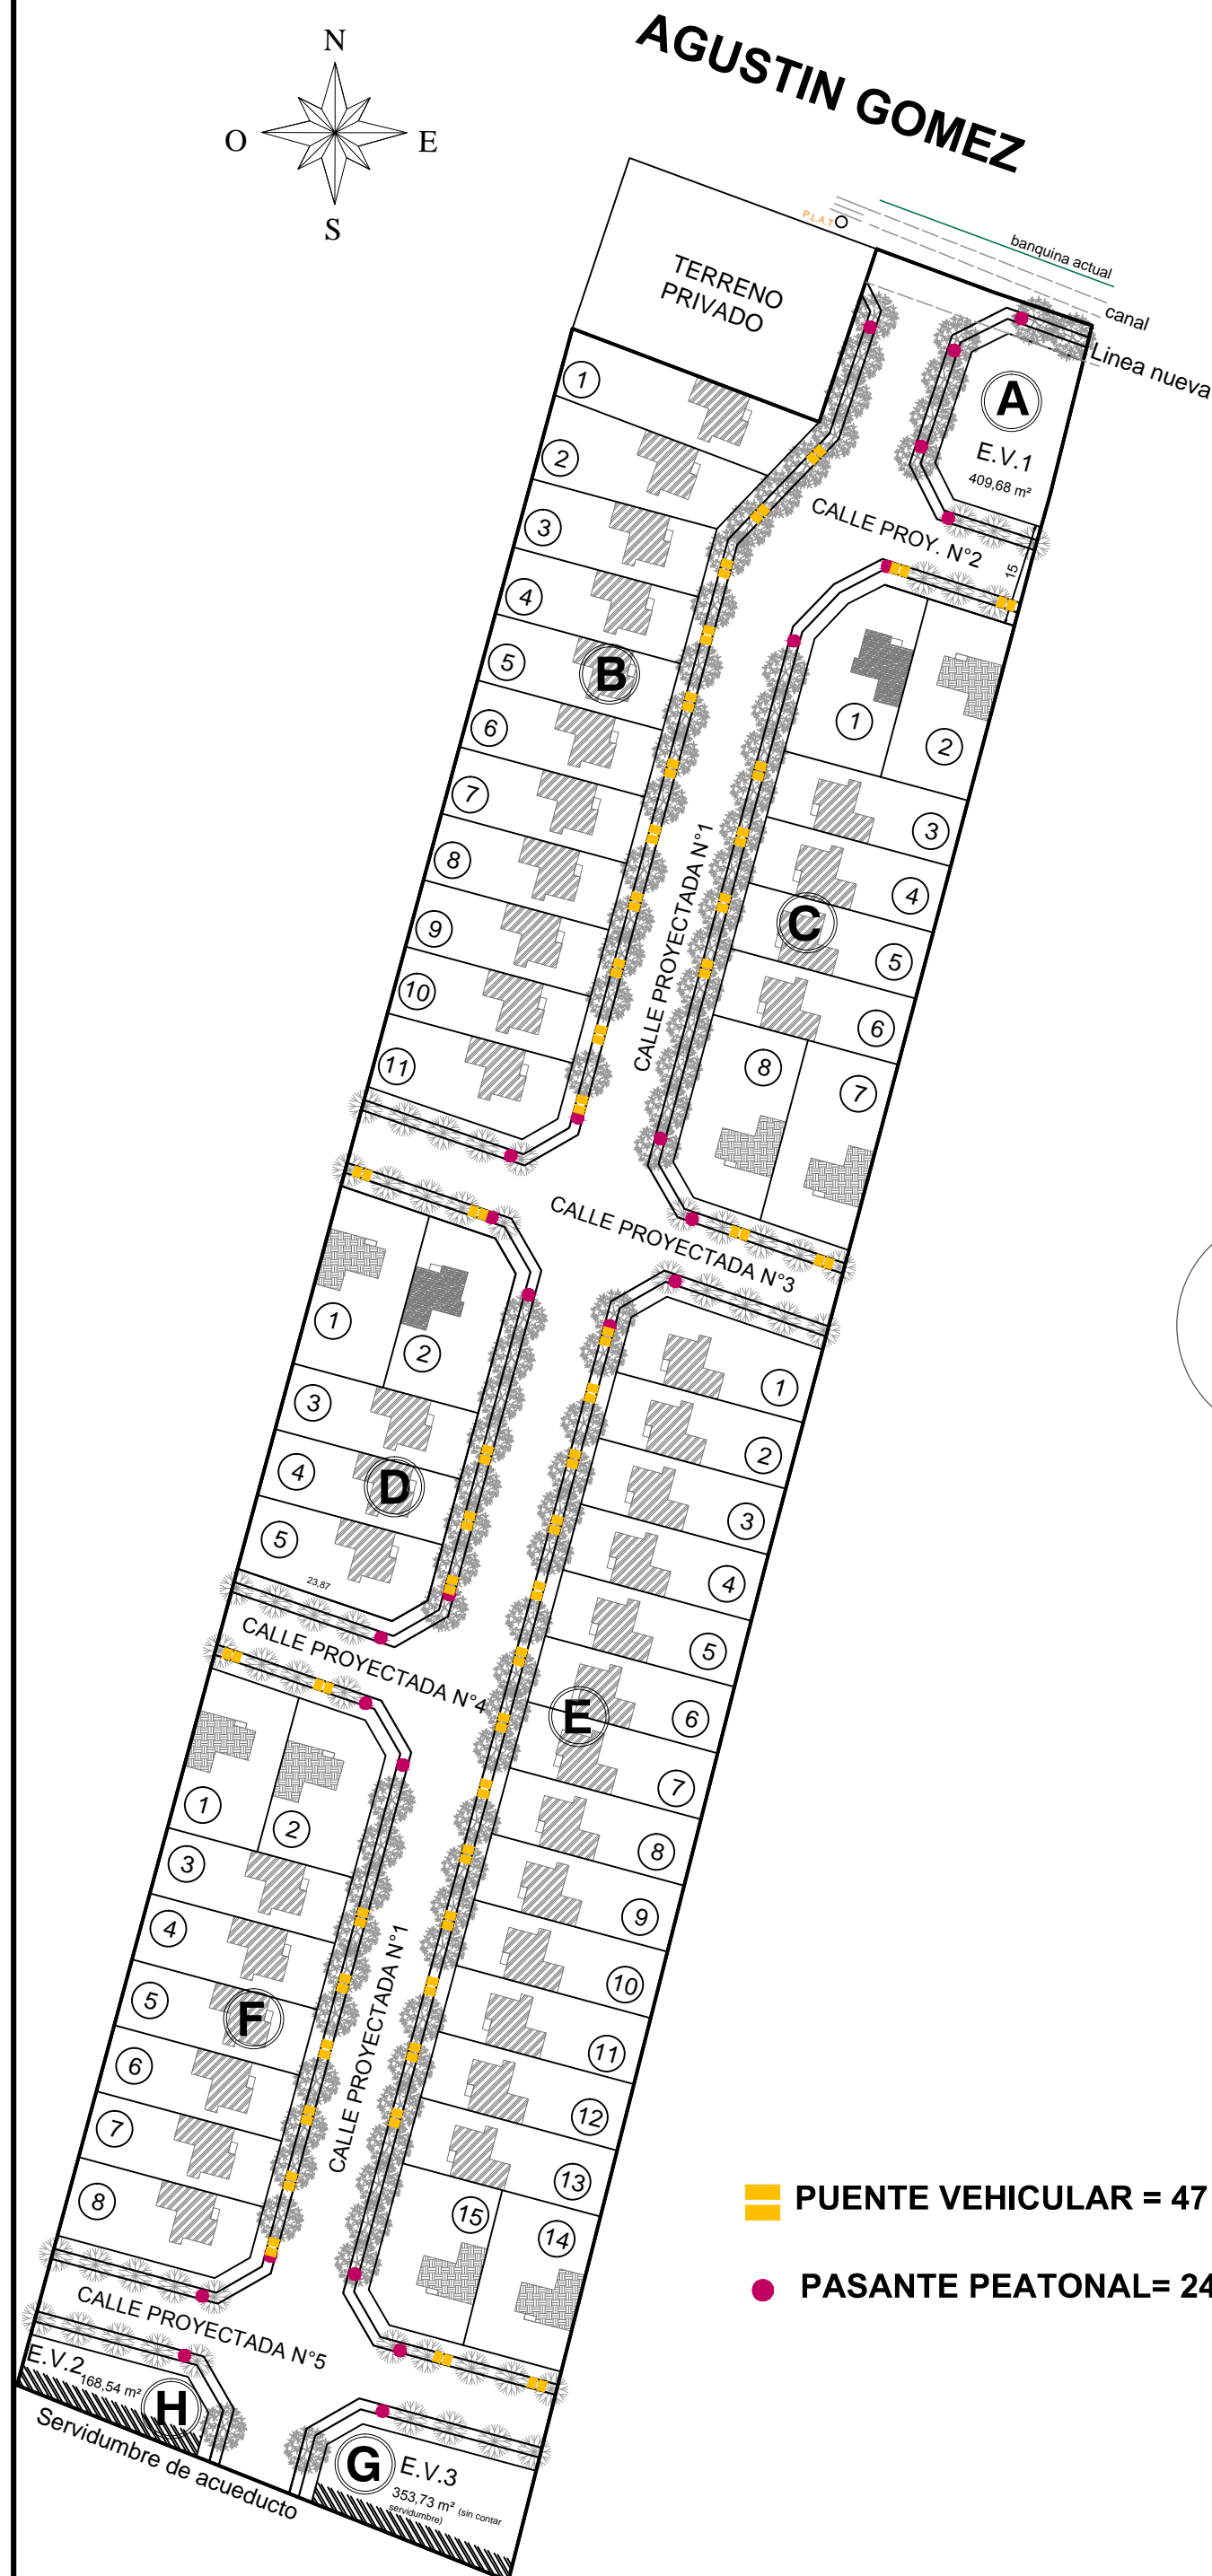 AGUSTIN GOMEZ
N
O
E
S
P.L.A.T
banquina actual
canal
Linea nueva
TERRENO
PRIVADO
A
E.V.1
409,68 m²
CALLE PROY. N°2
15
1
2
3
4
5
B
6
7
8
9
10
11
1
2
3
4
C
5
6
8
7
CALLE PROYECTADA N°1
CALLE PROYECTADA N°3
1
2
3
4
D
5
23,87
CALLE PROYECTADA N°4
1
2
3
4
5
E
6
7
8
9
10
11
12
13
15
14
1
2
3
4
5
F
6
7
8
CALLE PROYECTADA N°1
PUENTE VEHICULAR = 47
PASANTE PEATONAL= 24
CALLE PROYECTADA N°5
E.V.2
168,54 m²
H
Servidumbre de acueducto
G
E.V.3
353,73 m² (sin contar
servidumbre)